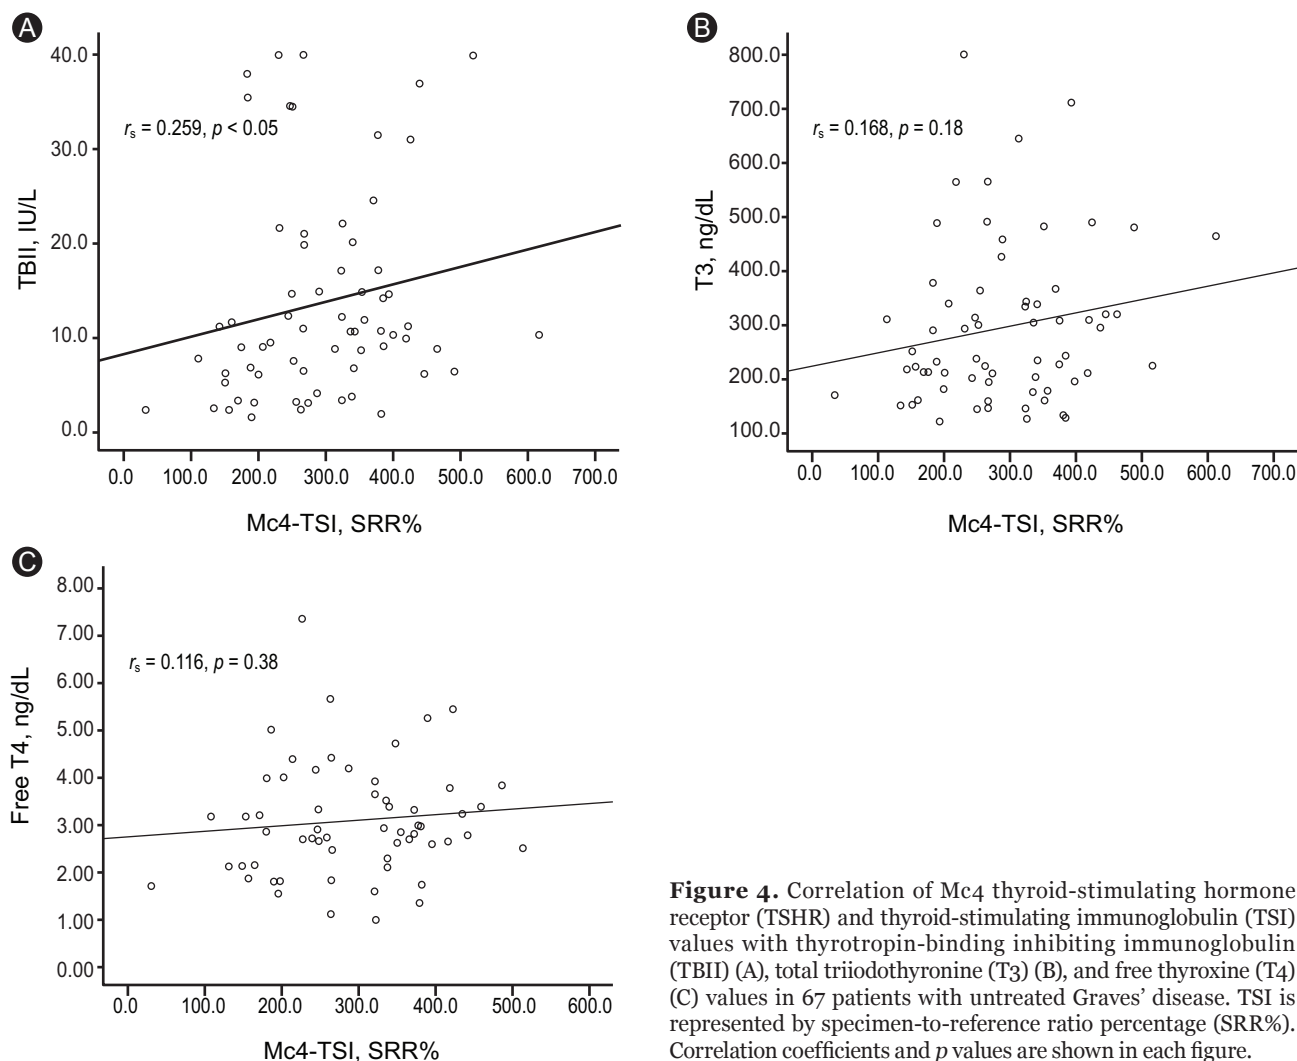 A
40.0
30.0
20.0
10.0
0.0
TBII, IU/L
rs = 0.259, p < 0.05
0.0 100.0 200.0 300.0 400.0 500.0 600.0 700.0
Mc4-TSI, SRR%
B
800.0
700.0
600.0
500.0
400.0
300.0
200.0
100.0
T3, ng/dL
rs = 0.168, p = 0.18
0.0 100.0 200.0 300.0 400.0 500.0 600.0 700.0
Mc4-TSI, SRR%
C
8.00
7.00
6.00
5.00
4.00
3.00
2.00
1.00
0.00
Free T4, ng/dL
rs = 0.116, p = 0.38
0.0 100.0 200.0 300.0 400.0 500.0 600.0
Mc4-TSI, SRR%
Figure 4. Correlation of Mc4 thyroid-stimulating hormone
receptor (TSHR) and thyroid-stimulating immunoglobulin (TSI)
values with thyrotropin-binding inhibiting immunoglobulin
(TBII) (A), total triiodothyronine (T3) (B), and free thyroxine (T4)
(C) values in 67 patients with untreated Graves’ disease. TSI is
represented by specimen-to-reference ratio percentage (SRR%).
Correlation coefficients and p values are shown in each figure.